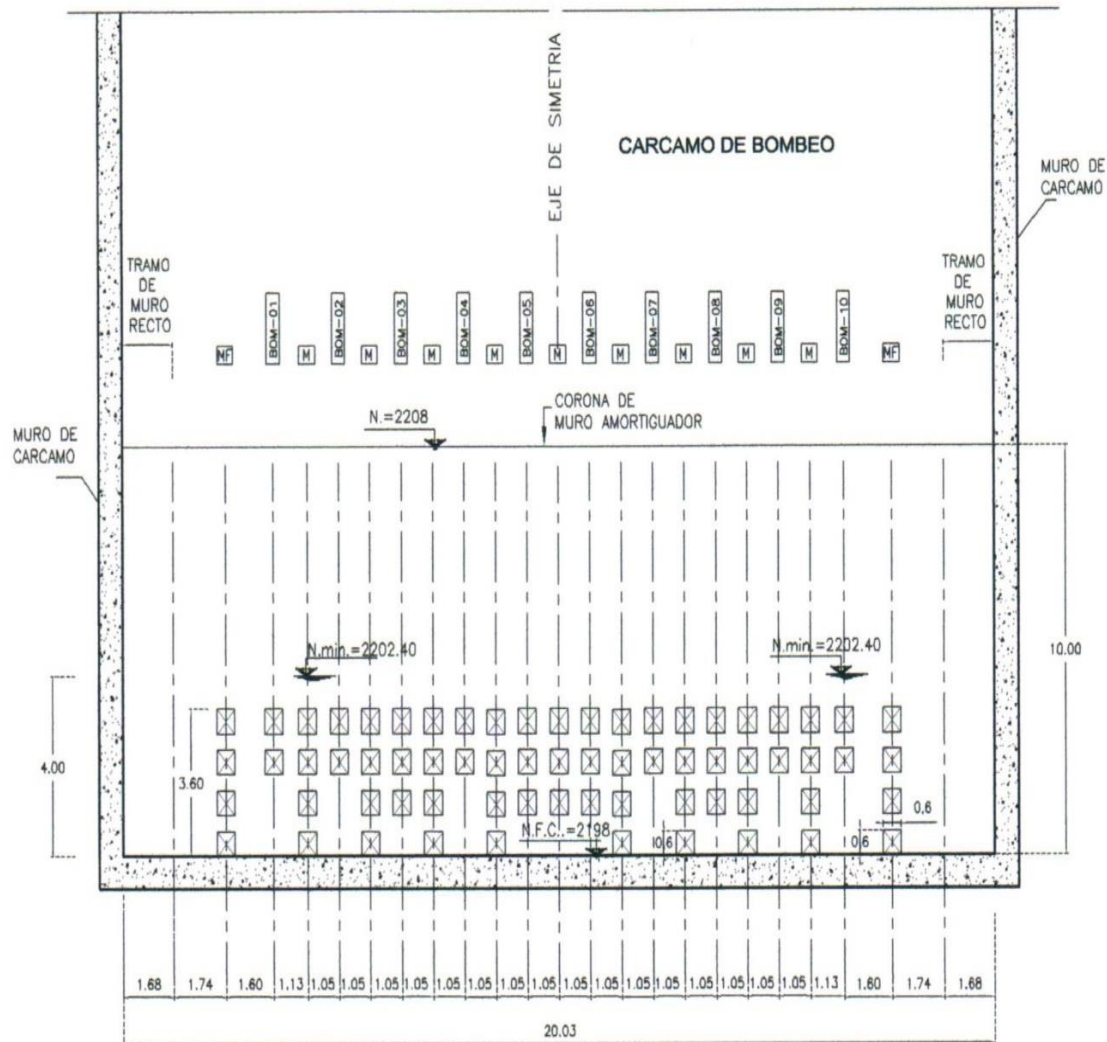 EJE DE SIMETRIA
CARCAMO DE BOMBEO
MURO DE
CARCAMO
TRAMO
DE
MURO
RECTO
TRAMO
DE
MURO
RECTO
MF
BOM-01
M
BOM-02
M
BOM-03
M
BOM-04
M
BOM-05
M
BOM-06
M
BOM-07
M
BOM-08
M
BOM-09
M
BOM-10
MF
N.=2208
CORONA DE
MURO AMORTIGUADOR
MURO DE
CARCAMO
N.min.=2202.40
N.min.=2202.40
10.00
4.00
3.60
0,6
N.F.C..=2198
0,6
0,6
1.68 1.74 1.60 1.13 1.05 1.05 1.05 1.05 1.05 1.05 1.05 1.05 1.05 1.05 1.05 1.05 1.05 1.05 1.05 1.05 1.13 1.60 1.74 1.68
20.03